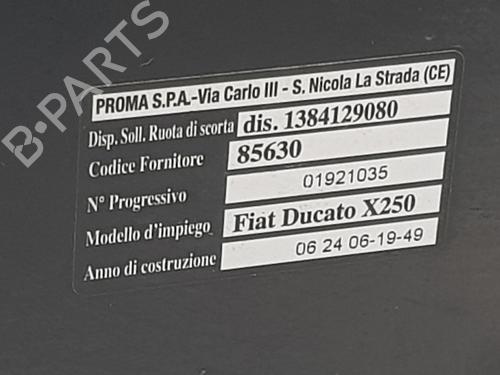 PROMA S.P.A.-Via Carlo III - S. Nicola La Strada (CE)
Disp. Soll. Ruota di scorta dis. 1384129080
Codice Fornitore 85630
N° Progressivo 01921035
Modello d'impiego Fiat Ducato X250
Anno di costruzione 06 24 06-19-49
B-PARTS